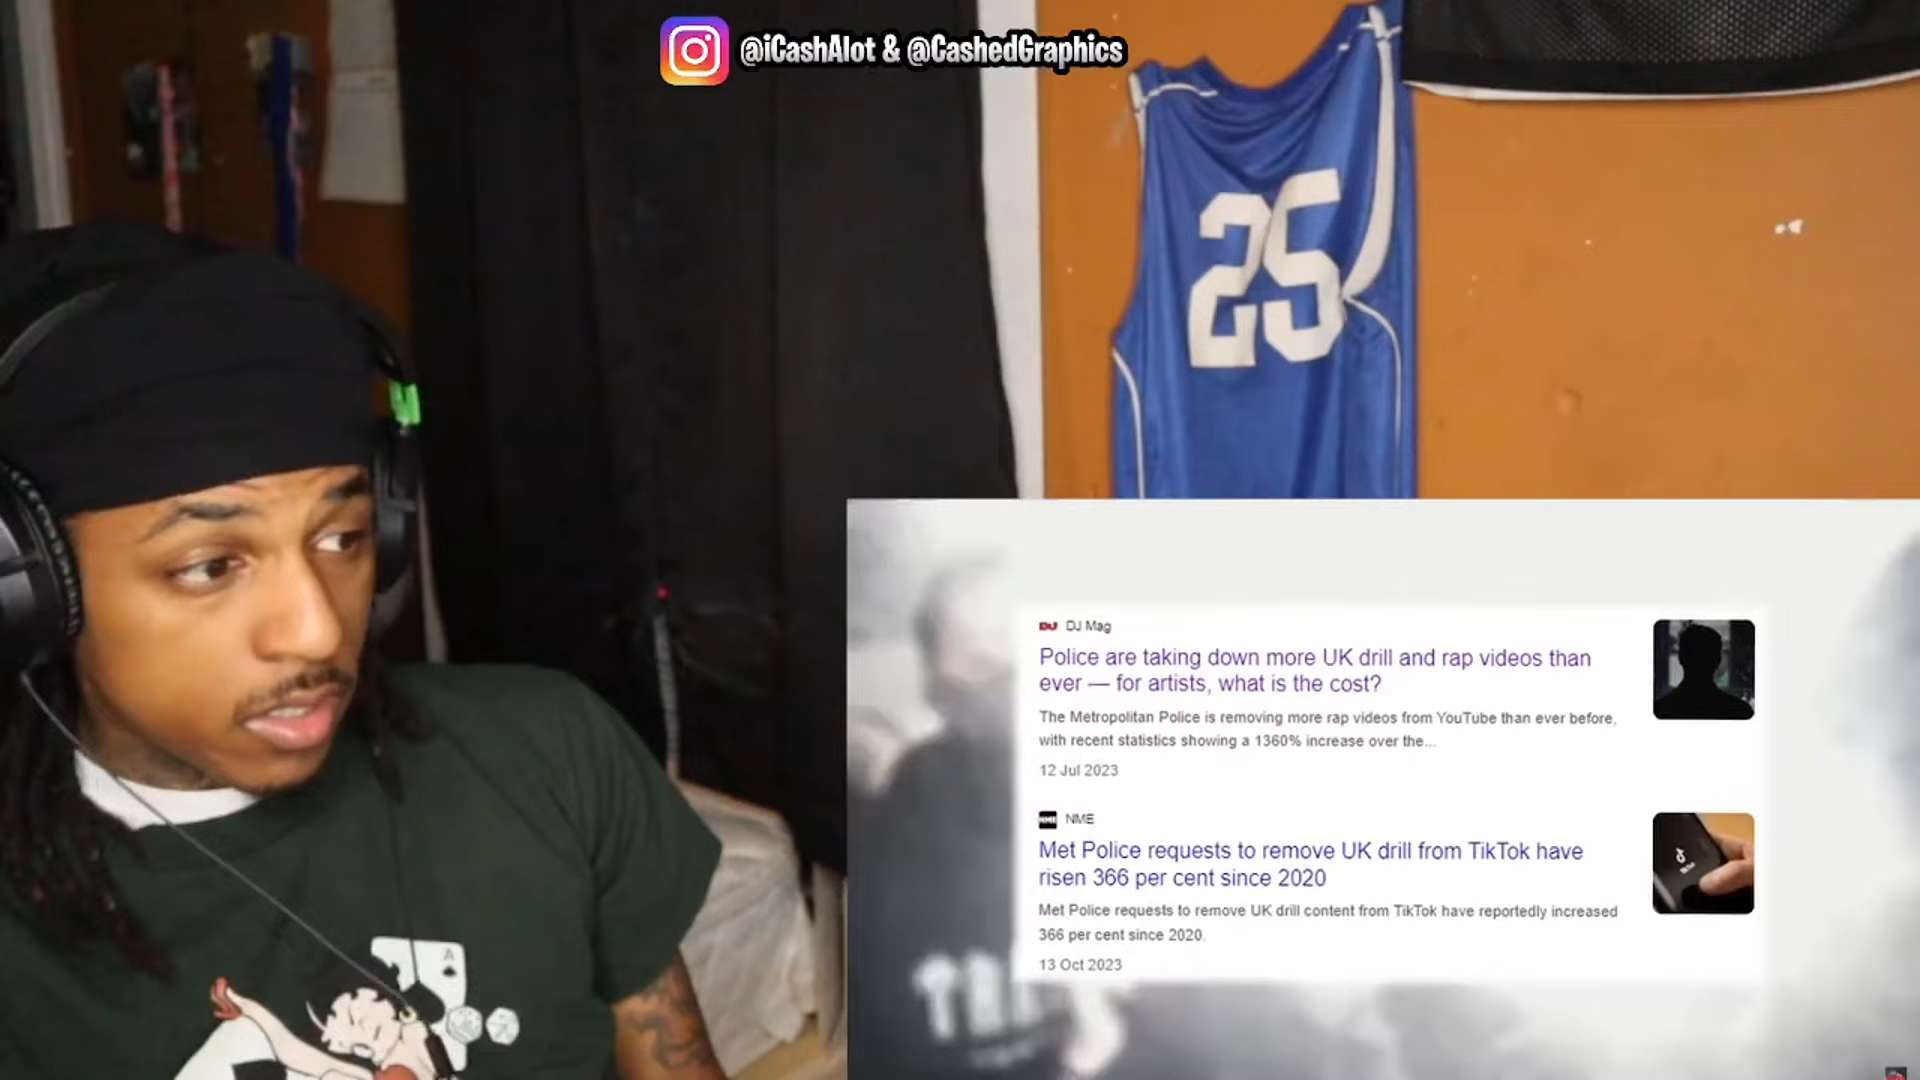 @iCashAlot & @CashedGraphics
25
DJ Mag
Police are taking down more UK drill and rap videos than
ever — for artists, what is the cost?
The Metropolitan Police is removing more rap videos from YouTube than ever before,
with recent statistics showing a 1360% increase over the...
12 Jul 2023
NME
Met Police requests to remove UK drill from TikTok have
risen 366 per cent since 2020
Met Police requests to remove UK drill content from TikTok have reportedly increased
366 per cent since 2020.
13 Oct 2023
A